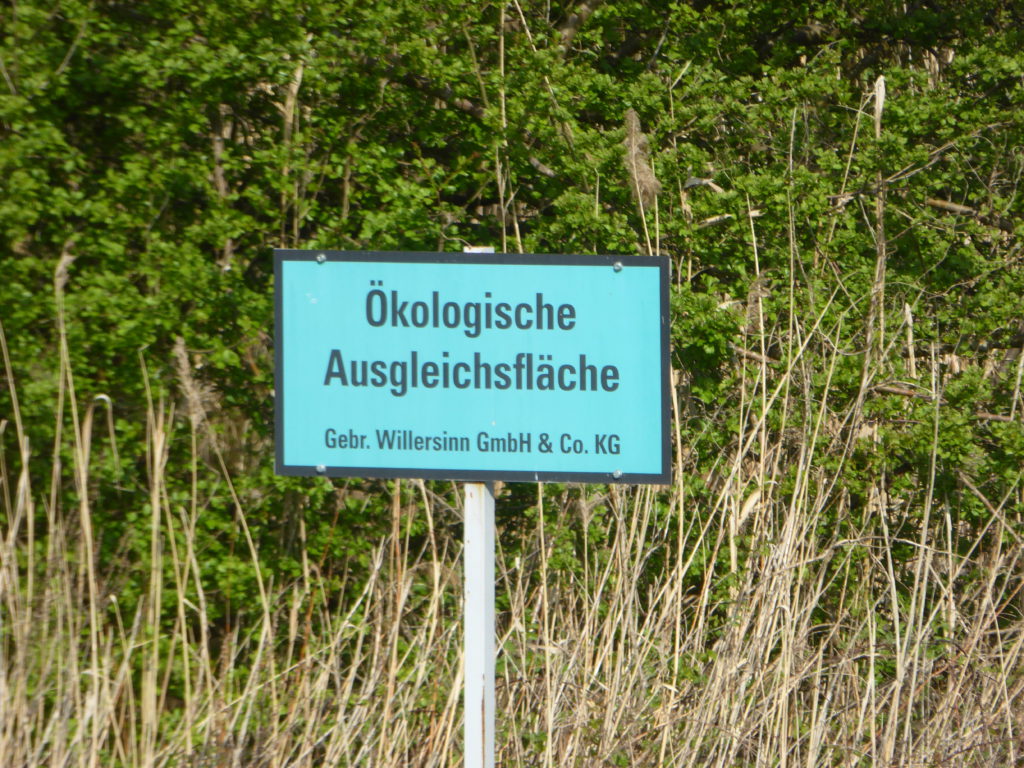 Ökologische
Ausgleichsfläche
Gebr. Willersinn GmbH & Co. KG